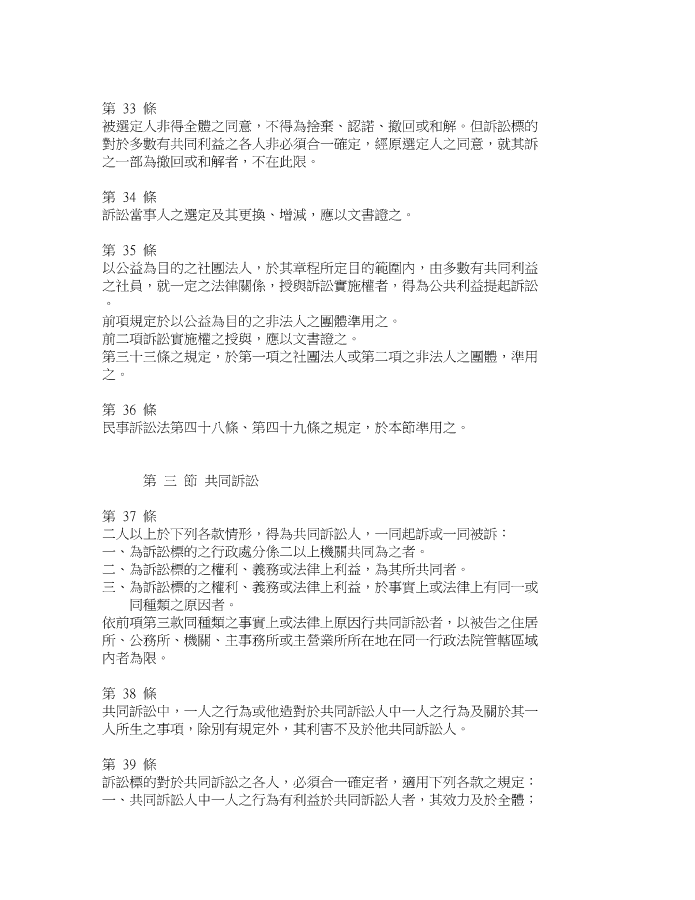 第 33 條
被選定人非得全體之同意，不得為捨棄、認諾、撤回或和解。但訴訟標的
對於多數有共同利益之各人非必須合一確定，經原選定人之同意，就其訴
之一部為撤回或和解者，不在此限。
第 34 條
訴訟當事人之選定及其更換、增減，應以文書證之。
第 35 條
以公益為目的之社團法人，於其章程所定目的範圍內，由多數有共同利益
之社員，就一定之法律關係，授與訴訟實施權者，得為公共利益提起訴訟
。
前項規定於以公益為目的之非法人之團體準用之。
前二項訴訟實施權之授與，應以文書證之。
第三十三條之規定，於第一項之社團法人或第二項之非法人之團體，準用
之。
第 36 條
民事訴訟法第四十八條、第四十九條之規定，於本節準用之。
第 三 節 共同訴訟
第 37 條
二人以上於下列各款情形，得為共同訴訟人，一同起訴或一同被訴：
一、為訴訟標的之行政處分係二以上機關共同為之者。
二、為訴訟標的之權利、義務或法律上利益，為其所共同者。
三、為訴訟標的之權利、義務或法律上利益，於事實上或法律上有同一或
同種類之原因者。
依前項第三款同種類之事實上或法律上原因行共同訴訟者，以被告之住居
所、公務所、機關、主事務所或主營業所所在地在同一行政法院管轄區域
內者為限。
第 38 條
共同訴訟中，一人之行為或他造對於共同訴訟人中一人之行為及關於其一
人所生之事項，除別有規定外，其利害不及於他共同訴訟人。
第 39 條
訴訟標的對於共同訴訟之各人，必須合一確定者，適用下列各款之規定：
一、共同訴訟人中一人之行為有利益於共同訴訟人者，其效力及於全體；